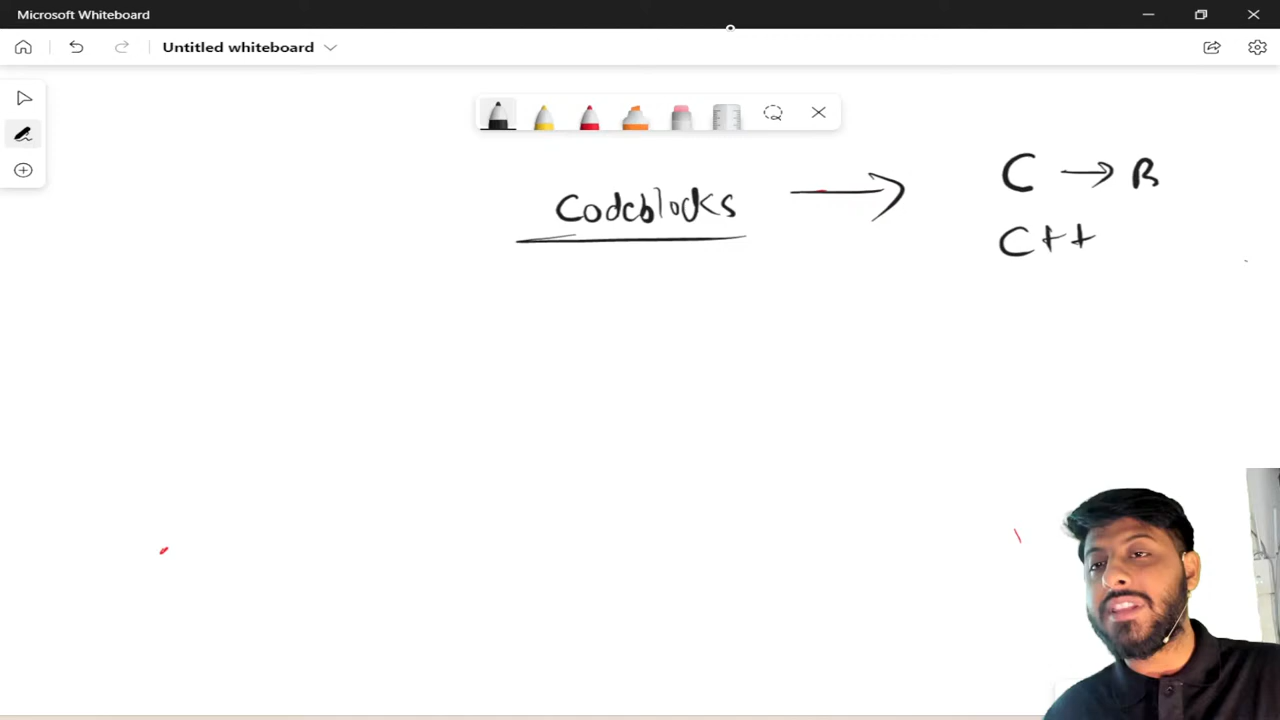 Microsoft Whiteboard
Untitled whiteboard
Codeblocks → C → B
C++